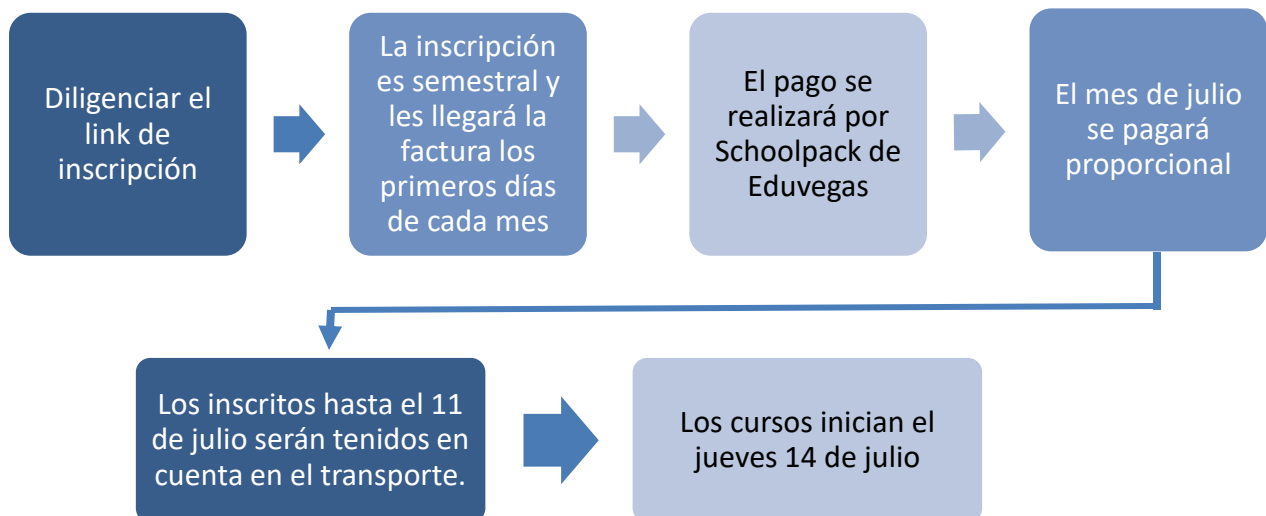 Diligenciar el
link de
inscripción
La inscripción
es semestral y
les llegará la
factura los
primeros días
de cada mes
El pago se
realizará por
Schoolpack de
Eduvegas
El mes de julio
se pagará
proporcional
Los inscritos hasta el 11
de julio serán tenidos en
cuenta en el transporte.
Los cursos inician el
jueves 14 de julio